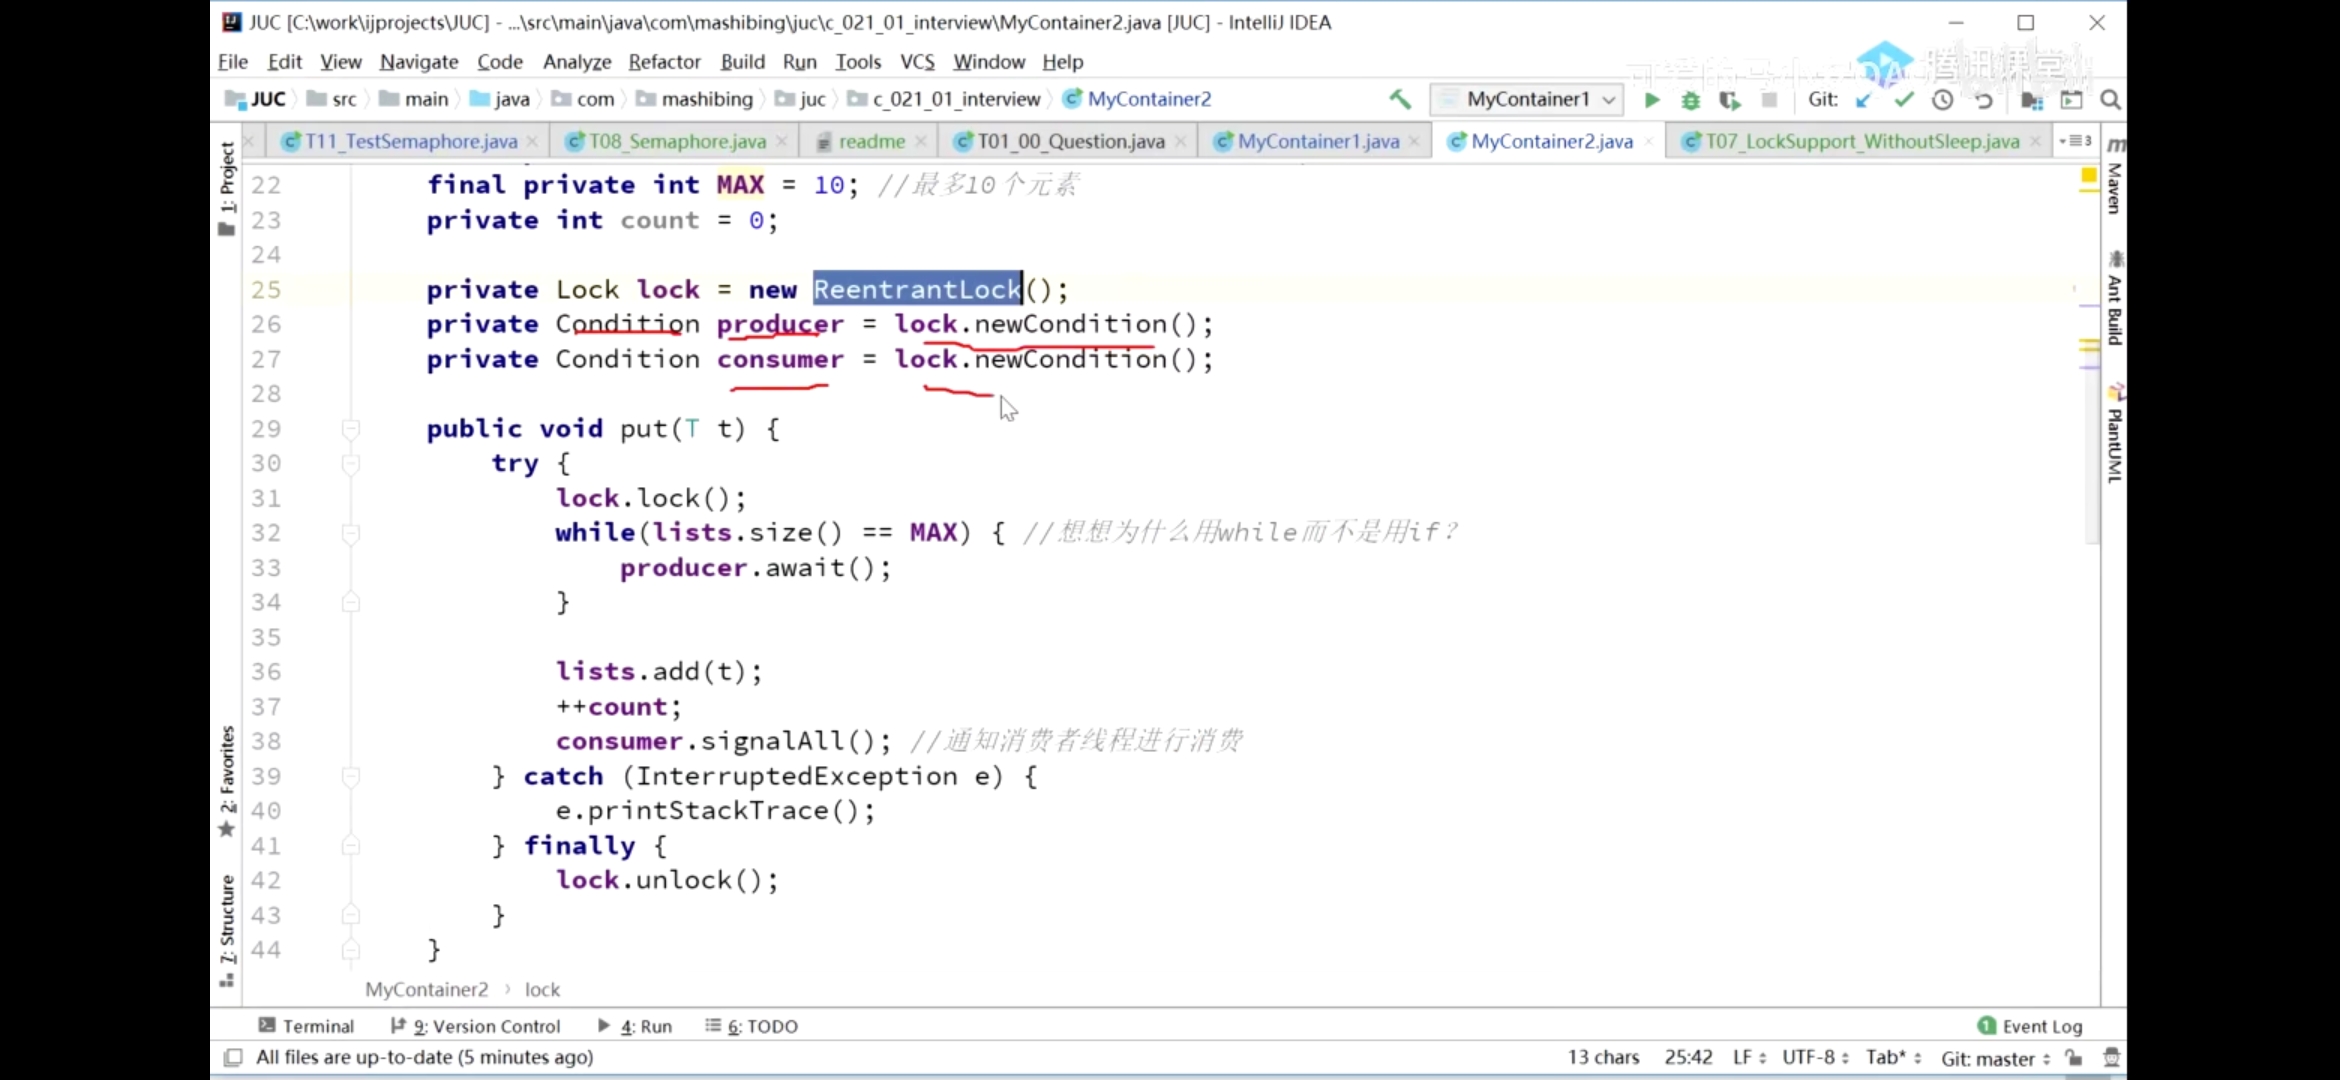 JUC [C:\work\ijprojects\JUC] - ...\src\main\java\com\mashibing\juc\c_021_01_interview\MyContainer2.java [JUC] - IntelliJ IDEA
File Edit View Navigate Code Analyze Refactor Build Run Tools VCS Window Help
腾讯课堂
JUC src main java com mashibing juc c_021_01_interview MyContainer2 MyContainer1 Git:
T11_TestSemaphore.java T08_Semaphore.java readme T01_00_Question.java MyContainer1.java MyContainer2.java T07_LockSupport_WithoutSleep.java 3
1: Project
2: Favorites
7: Structure
22 final private int MAX = 10; //最多10个元素
23 private int count = 0;
24
25 private Lock lock = new ReentrantLock();
26 private Condition producer = lock.newCondition();
27 private Condition consumer = lock.newCondition();
28
29 public void put(T t) {
30 try {
31 lock.lock();
32 while(lists.size() == MAX) { //想想为什么用while而不是用if?
33 producer.await();
34 }
35
36 lists.add(t);
37 ++count;
38 consumer.signalAll(); //通知消费者线程进行消费
39 } catch (InterruptedException e) {
40 e.printStackTrace();
41 } finally {
42 lock.unlock();
43 }
44 }
MyContainer2 › lock
m Maven
Ant Build
PlantUML
Terminal 9: Version Control 4: Run 6: TODO 1 Event Log
All files are up-to-date (5 minutes ago) 13 chars 25:42 LF UTF-8 Tab* Git: master